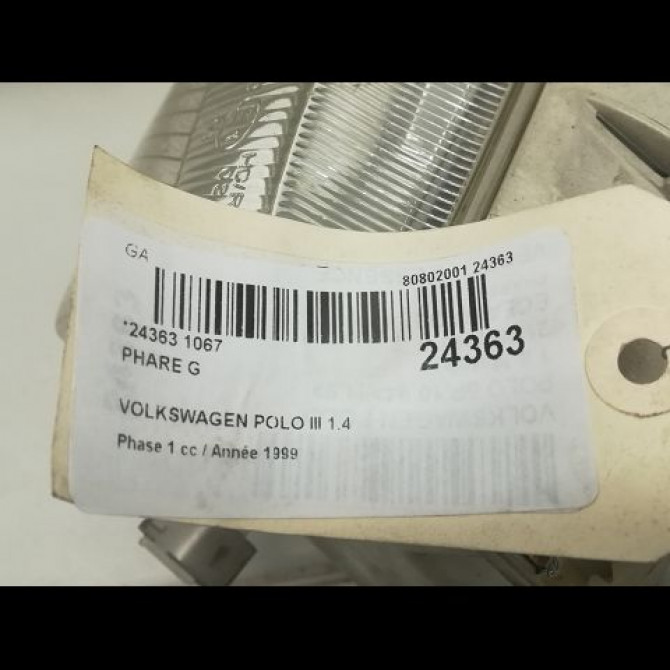 GA
80802001 24363
*24363 1067
24363
PHARE G
VOLKSWAGEN POLO III 1.4
Phase 1 cc / Année 1999